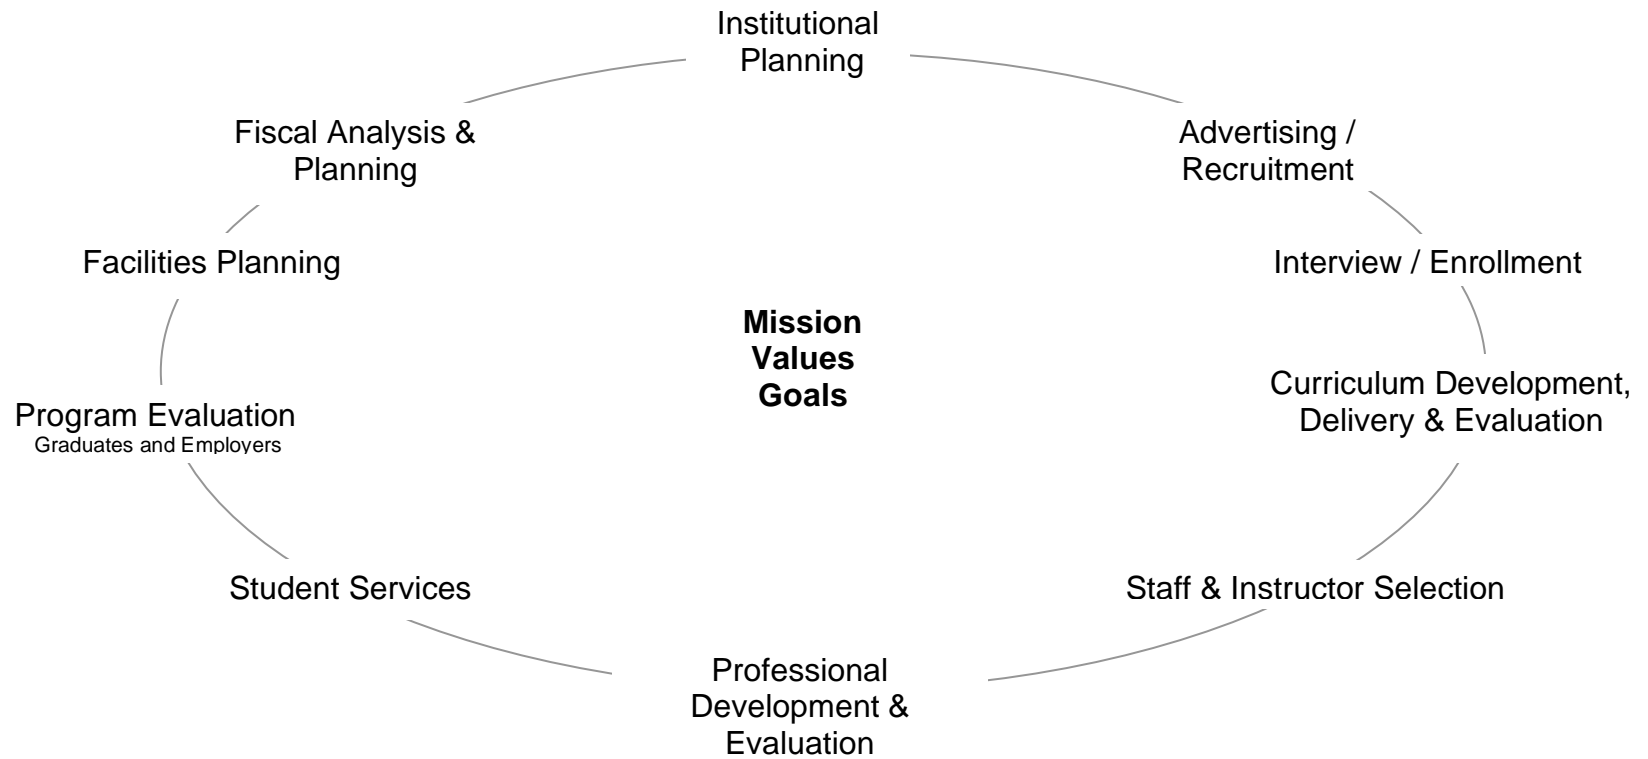 Institutional
Planning
Fiscal Analysis &
Planning
Advertising /
Recruitment
Facilities Planning
Interview / Enrollment
Mission
Values
Goals
Curriculum Development,
Delivery & Evaluation
Program Evaluation
Graduates and Employers
Student Services
Staff & Instructor Selection
Professional
Development &
Evaluation